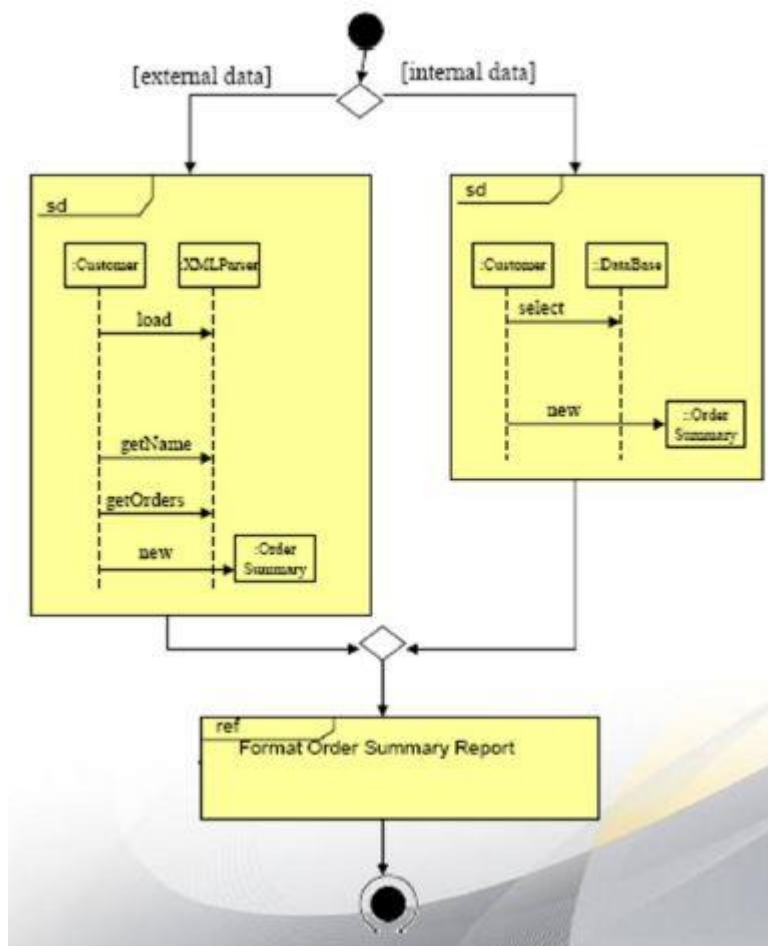 [external data]
[internal data]
sd
:Customer
:XMLParser
load
getName
getOrders
new
:Order
Summary
sd
:Customer
::DataBase
select
new
::Order
Summary
ref
Format Order Summary Report